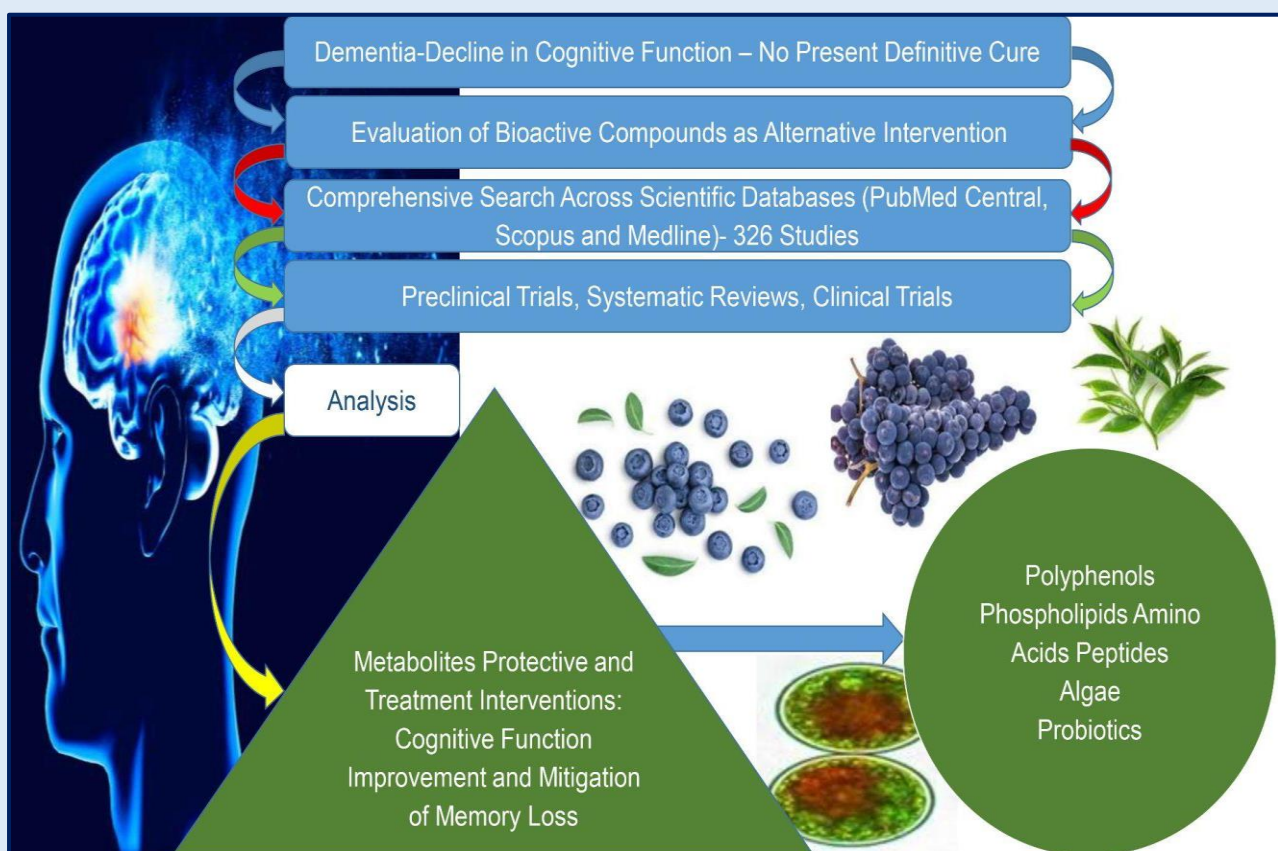 Dementia-Decline in Cognitive Function – No Present Definitive Cure
Evaluation of Bioactive Compounds as Alternative Intervention
Comprehensive Search Across Scientific Databases (PubMed Central,
Scopus and Medline)- 326 Studies
Preclinical Trials, Systematic Reviews, Clinical Trials
Analysis
Metabolites Protective and
Treatment Interventions:
Cognitive Function
Improvement and Mitigation
of Memory Loss
Polyphenols
Phospholipids Amino
Acids Peptides
Algae
Probiotics